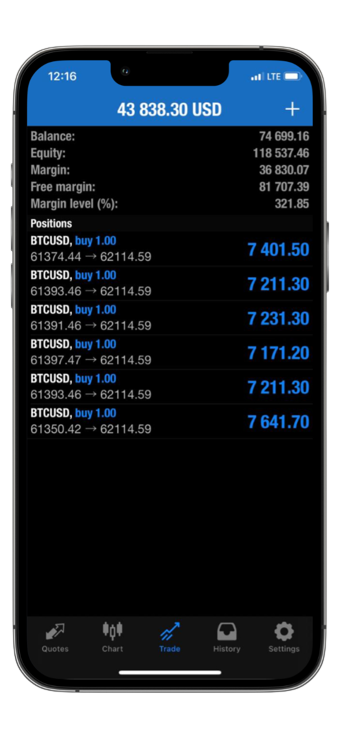 12:16
LTE
43 838.30 USD +
Balance: 74 699.16
Equity: 118 537.46
Margin: 36 830.07
Free margin: 81 707.39
Margin level (%): 321.85
Positions
BTCUSD, buy 1.00
61374.44 → 62114.59 7 401.50
BTCUSD, buy 1.00
61393.46 → 62114.59 7 211.30
BTCUSD, buy 1.00
61391.46 → 62114.59 7 231.30
BTCUSD, buy 1.00
61397.47 → 62114.59 7 171.20
BTCUSD, buy 1.00
61393.46 → 62114.59 7 211.30
BTCUSD, buy 1.00
61350.42 → 62114.59 7 641.70
Quotes Chart Trade History Settings